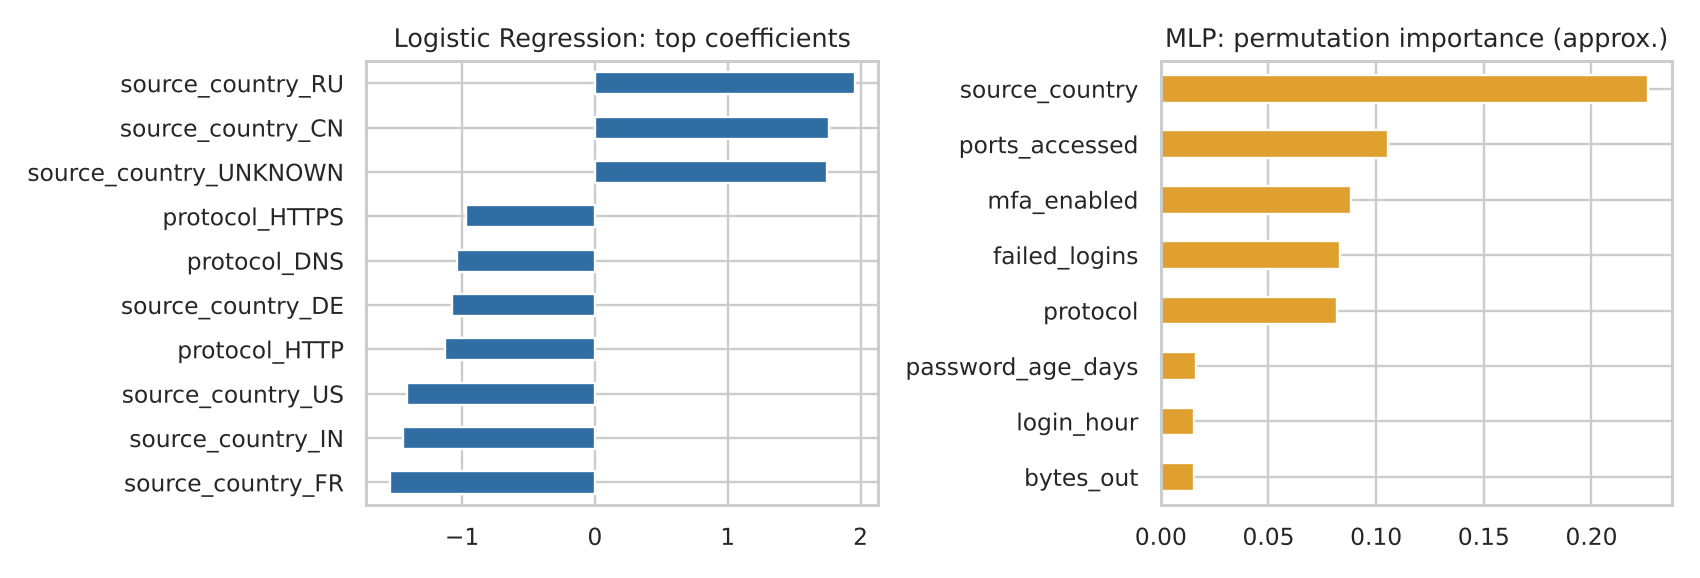 Logistic Regression: top coefficients
source_country_RU
source_country_CN
source_country_UNKNOWN
protocol_HTTPS
protocol_DNS
source_country_DE
protocol_HTTP
source_country_US
source_country_IN
source_country_FR
−1 0 1 2
MLP: permutation importance (approx.)
source_country
ports_accessed
mfa_enabled
failed_logins
protocol
password_age_days
login_hour
bytes_out
0.00 0.05 0.10 0.15 0.20